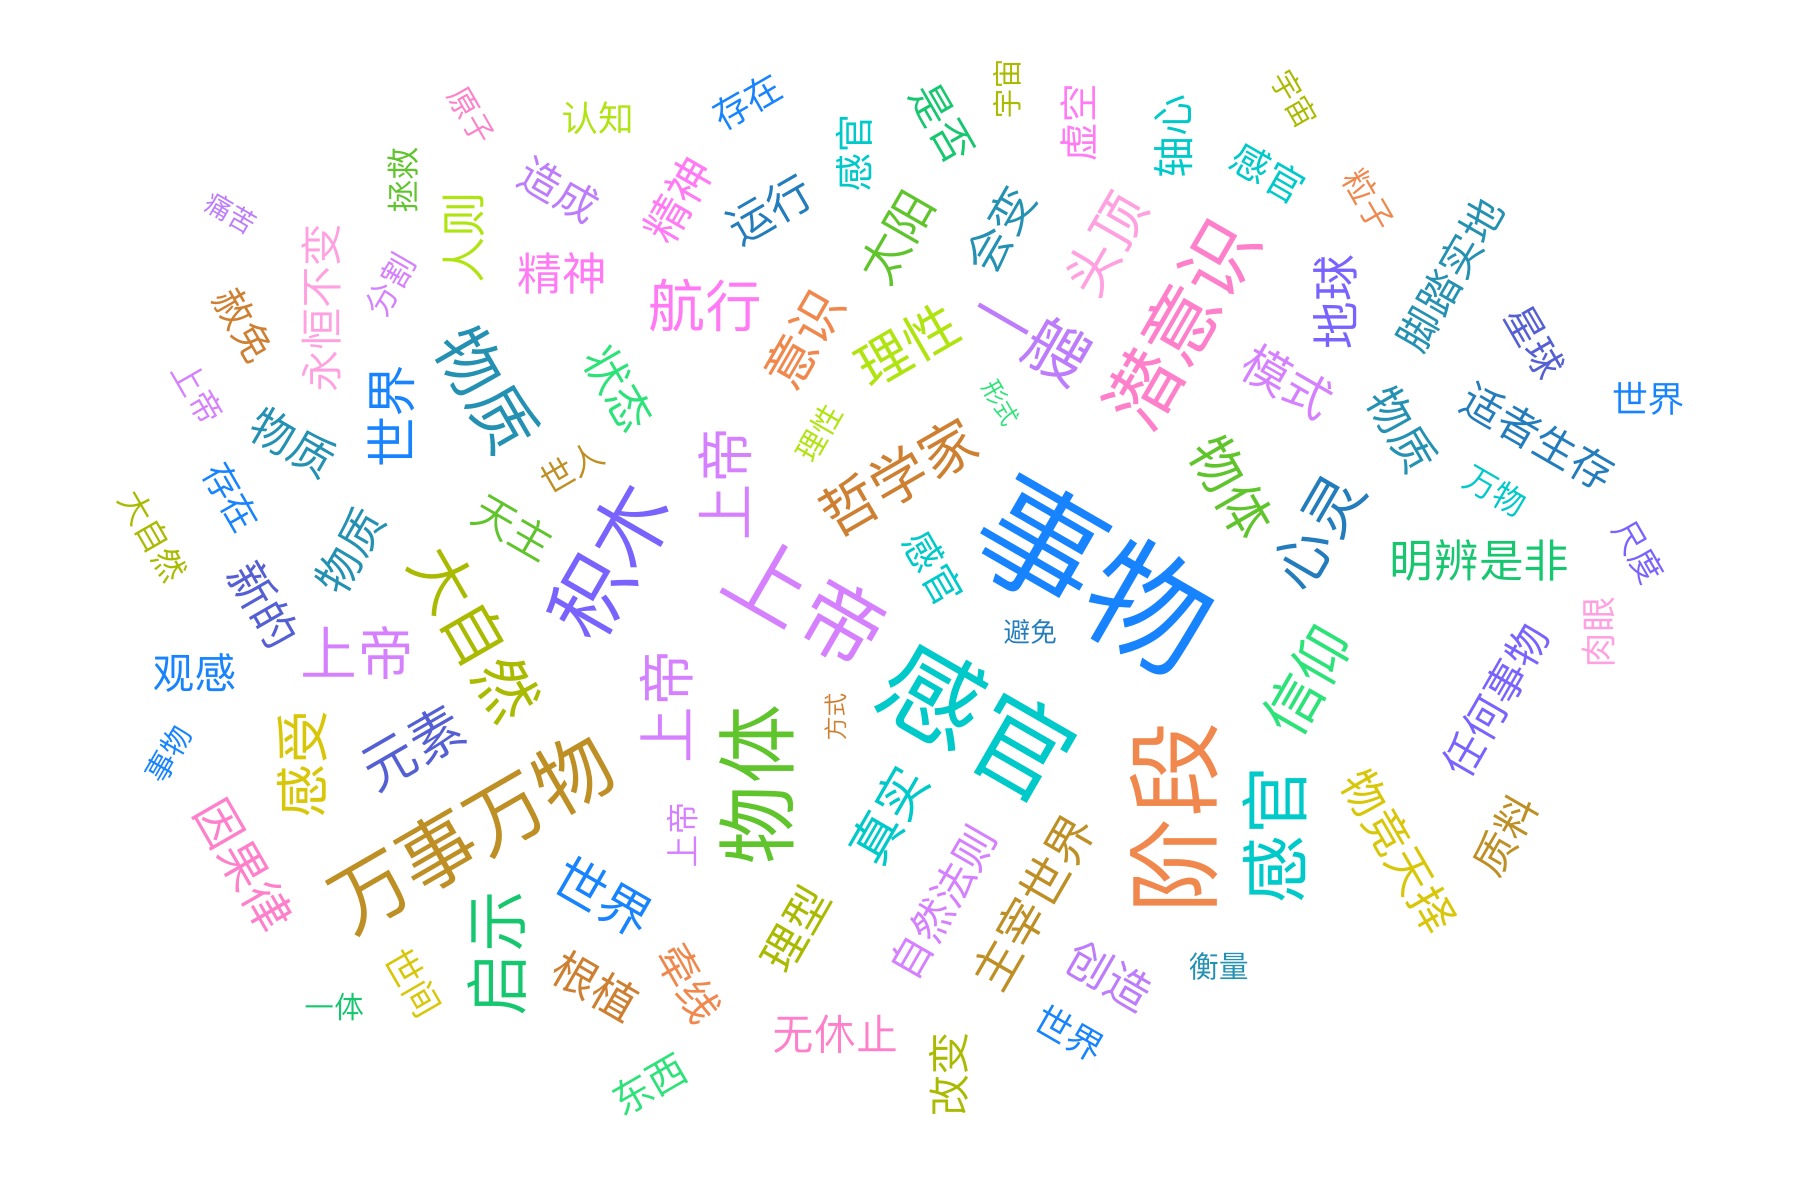 宇宙
虚空
宇宙
原子
认知
存在
感官
是否
轴心
感官
粒子
拯救
造成
精神
运行
痛苦
人则
太阳
会变
头顶
潜意识
脚踏实地
永恒不变
分割
精神
航行
地球
赦免
意识
理性
一艘
星球
模式
上帝
世界
物质
状态
形式
适者生存
世界
物质
物质
世人
上帝
理性
哲学家
物体
万物
存在
大自然
天主
积木
事物
心灵
明辨是非
尺度
物质
新的
大自然
上帝
感官
避免
肉眼
观感
上帝
上帝
信仰
任何事物
事物
感受
元素
方式
感官
阶段
万事万物
物体
真实
感官
物竞天择
质料
因果律
上帝
世界
理型
自然法则
主宰世界
启示
世间
根植
牵线
创造
衡量
一体
无休止
世界
改变
东西